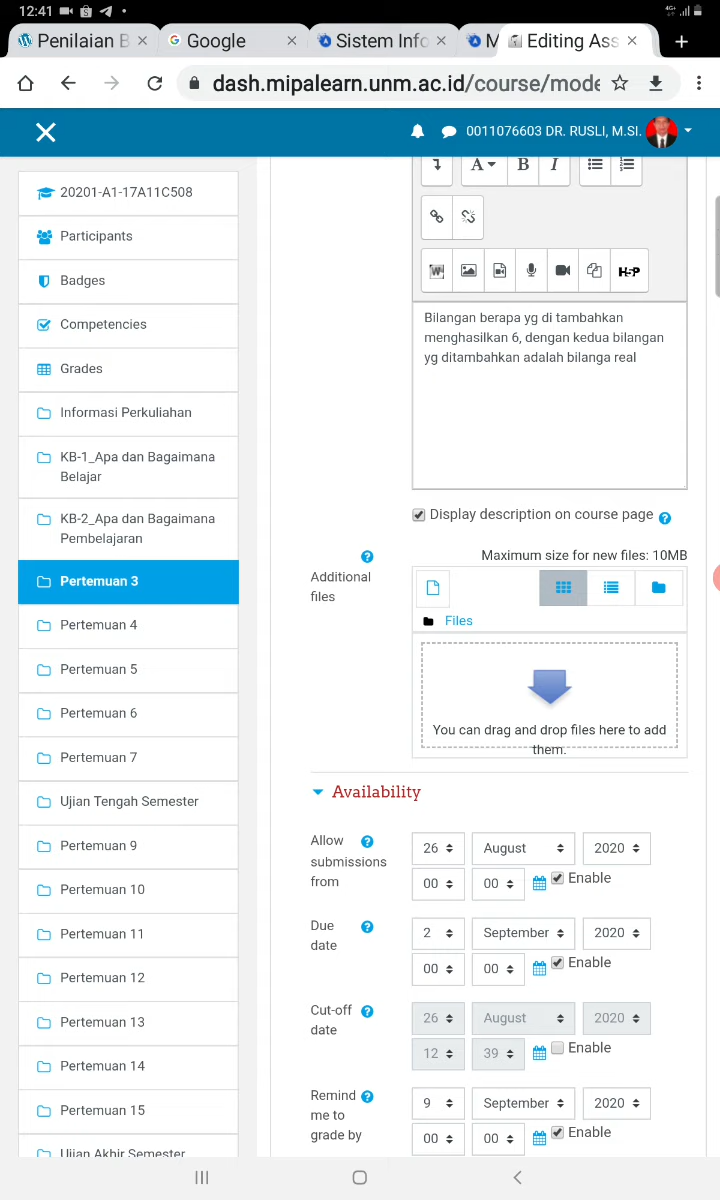 12:41
4G+
Penilaian B
Google
Sistem Info
M
Editing Ass
dash.mipalearn.unm.ac.id/course/mode
0011076603 DR. RUSLI, M.SI.
20201-A1-17A11C508
Participants
Badges
Competencies
Grades
Informasi Perkuliahan
KB-1_Apa dan Bagaimana
Belajar
KB-2_Apa dan Bagaimana
Pembelajaran
Pertemuan 3
Pertemuan 4
Pertemuan 5
Pertemuan 6
Pertemuan 7
Ujian Tengah Semester
Pertemuan 9
Pertemuan 10
Pertemuan 11
Pertemuan 12
Pertemuan 13
Pertemuan 14
Pertemuan 15
Ujian Akhir Semester
A B I
W H5P
Bilangan berapa yg di tambahkan
menghasilkan 6, dengan kedua bilangan
yg ditambahkan adalah bilanga real
Display description on course page
Additional
files
Maximum size for new files: 10MB
Files
You can drag and drop files here to add
them.
Availability
Allow
submissions
from
26 August 2020
00 00 Enable
Due
date
2 September 2020
00 00 Enable
Cut-off
date
26 August 2020
12 39 Enable
Remind
me to
grade by
9 September 2020
00 00 Enable